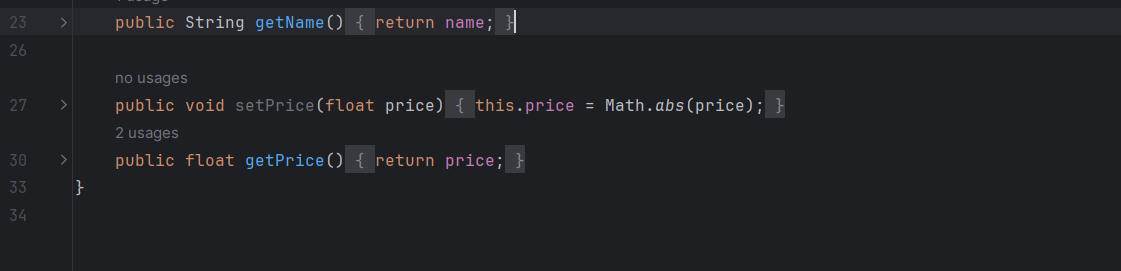 23 > public String getName() { return name; }
26
no usages
27 > public void setPrice(float price) { this.price = Math.abs(price); }
2 usages
30 > public float getPrice() { return price; }
33 }
34